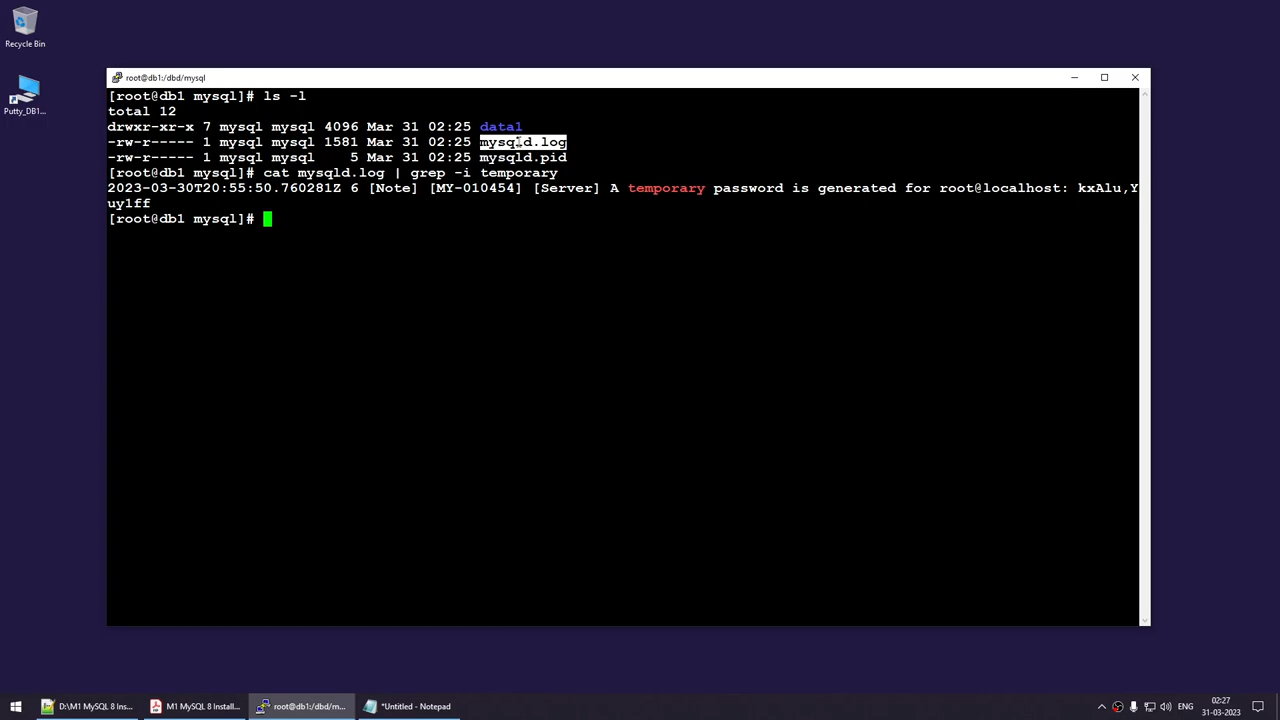 Recycle Bin
Putty_DB1...
root@db1:/dbd/mysql
[root@db1 mysql]# ls -l
total 12
drwxr-xr-x 7 mysql mysql 4096 Mar 31 02:25 data1
-rw-r----- 1 mysql mysql 1581 Mar 31 02:25 mysqld.log
-rw-r----- 1 mysql mysql    5 Mar 31 02:25 mysqld.pid
[root@db1 mysql]# cat mysqld.log | grep -i temporary
2023-03-30T20:55:50.760281Z 6 [Note] [MY-010454] [Server] A temporary password is generated for root@localhost: kxAlu,Y
uy1ff
[root@db1 mysql]#
D:\M1 MySQL 8 Ins...
M1 MySQL 8 Install...
root@db1:/dbd/m...
*Untitled - Notepad
ENG
02:27
31-03-2023